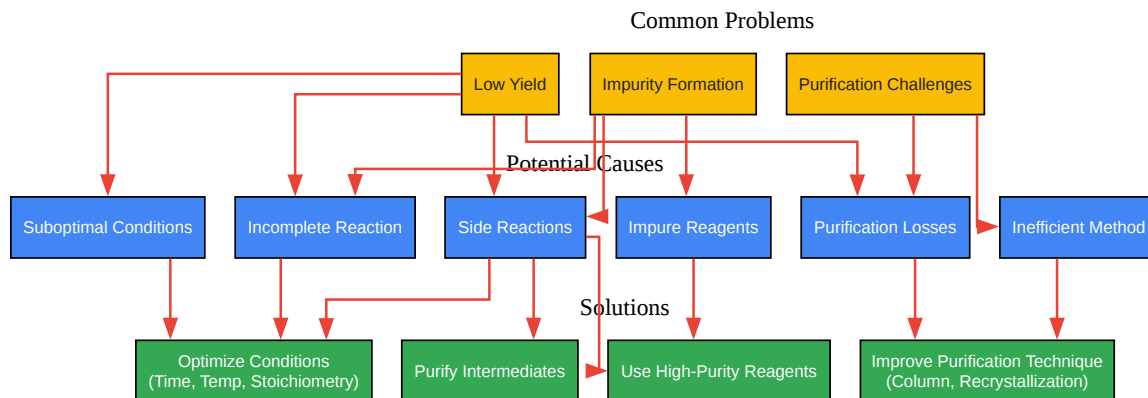 Common Problems
Low Yield
Impurity Formation
Purification Challenges
Potential Causes
Suboptimal Conditions
Incomplete Reaction
Side Reactions
Impure Reagents
Purification Losses
Inefficient Method
Solutions
Optimize Conditions
(Time, Temp, Stoichiometry)
Purify Intermediates
Use High-Purity Reagents
Improve Purification Technique
(Column, Recrystallization)